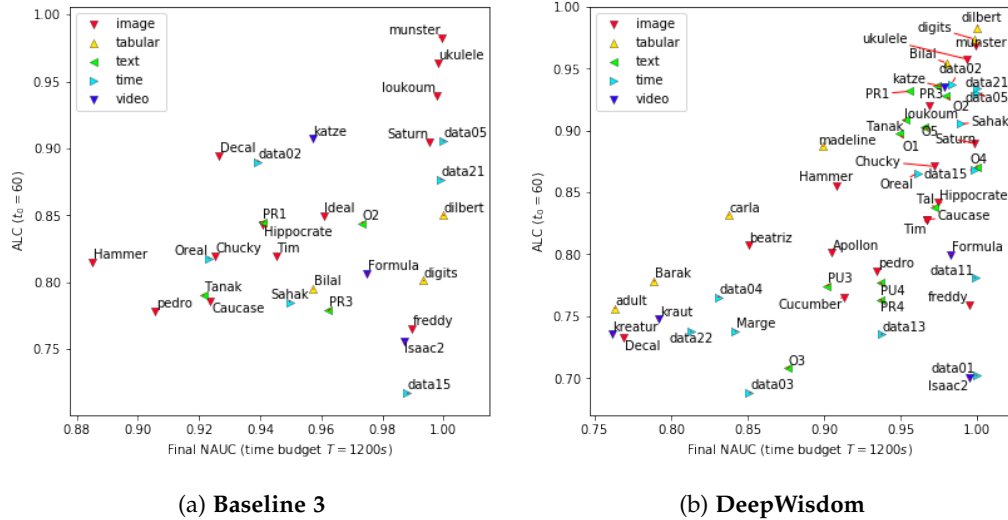 1.00
0.95
0.90
0.85
0.80
0.75
ALC (t0 = 60)
image
tabular
text
time
video
munster
ukulele
loukoum
katze
Saturn
data05
Decal
data02
data21
PR1
Ideal
O2
dilbert
Hippocrate
Hammer
Oreal
Chucky
Tim
Formula
Bilal
digits
Tanak
Sahak
pedro
Caucase
PR3
freddy
Isaac2
data15
0.88 0.90 0.92 0.94 0.96 0.98 1.00
Final NAUC (time budget T = 1200s)
(a) Baseline 3
1.00
0.95
0.90
0.85
0.80
0.75
0.70
ALC (t0 = 60)
image
tabular
text
time
video
dilbert
digits
munster
ukulele
Bilal
data02
katze
data21
PR1
PR3
data05
O2
loukoum
Sahak
Tanak
O5
madeline
O1
Saturn
Chucky
O4
Hammer
data15
Oreal
Hippocrate
carla
Tal
Caucase
Tim
beatriz
Apollon
Formula
pedro
Barak
PU3
data11
PU4
data04
Cucumber
PR4
freddy
adult
kreatur
kraut
Decal
data22
Marge
data13
O3
data03
data01
Isaac2
0.75 0.80 0.85 0.90 0.95 1.00
Final NAUC (time budget T = 1200s)
(b) DeepWisdom